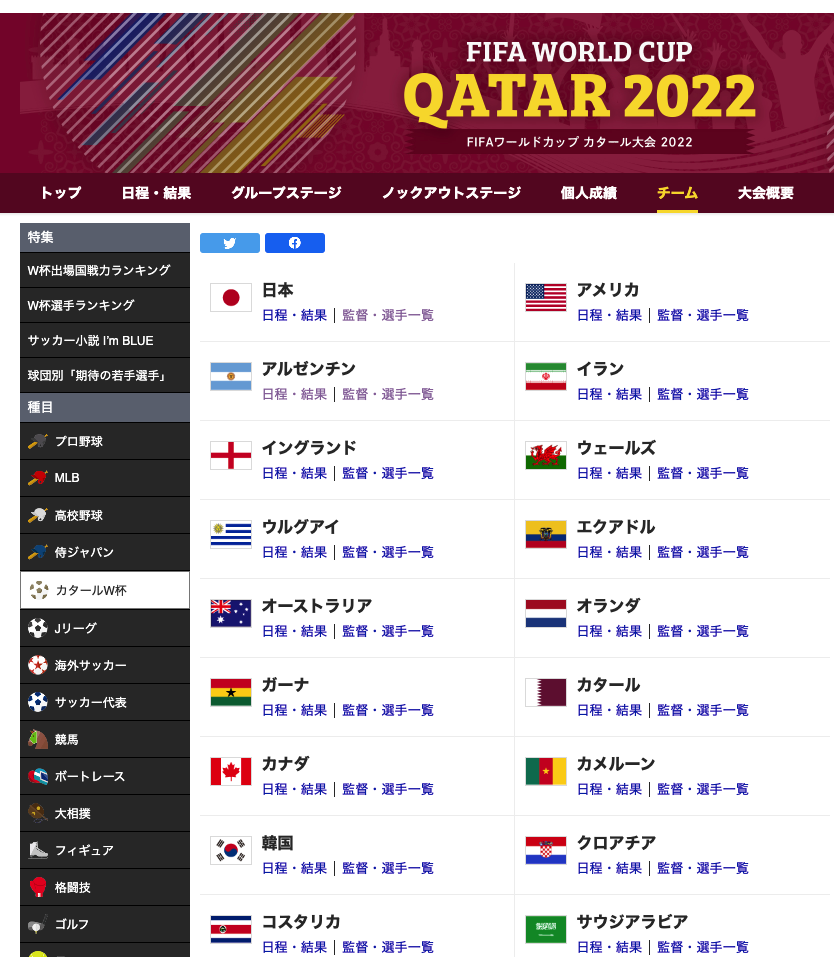 FIFA WORLD CUP
QATAR 2022
FIFAワールドカップ カタール大会 2022
トップ 日程・結果 グループステージ ノックアウトステージ 個人成績 チーム 大会概要
特集
W杯出場国戦力ランキング
W杯選手ランキング
サッカー小説 I'm BLUE
球団別「期待の若手選手」
種目
プロ野球
MLB
高校野球
侍ジャパン
カタールW杯
Jリーグ
海外サッカー
サッカー代表
競馬
ボートレース
大相撲
フィギュア
格闘技
ゴルフ
日本
日程・結果 | 監督・選手一覧
アメリカ
日程・結果 | 監督・選手一覧
アルゼンチン
日程・結果 | 監督・選手一覧
イラン
日程・結果 | 監督・選手一覧
イングランド
日程・結果 | 監督・選手一覧
ウェールズ
日程・結果 | 監督・選手一覧
ウルグアイ
日程・結果 | 監督・選手一覧
エクアドル
日程・結果 | 監督・選手一覧
オーストラリア
日程・結果 | 監督・選手一覧
オランダ
日程・結果 | 監督・選手一覧
ガーナ
日程・結果 | 監督・選手一覧
カタール
日程・結果 | 監督・選手一覧
カナダ
日程・結果 | 監督・選手一覧
カメルーン
日程・結果 | 監督・選手一覧
韓国
日程・結果 | 監督・選手一覧
クロアチア
日程・結果 | 監督・選手一覧
コスタリカ
日程・結果 | 監督・選手一覧
サウジアラビア
日程・結果 | 監督・選手一覧